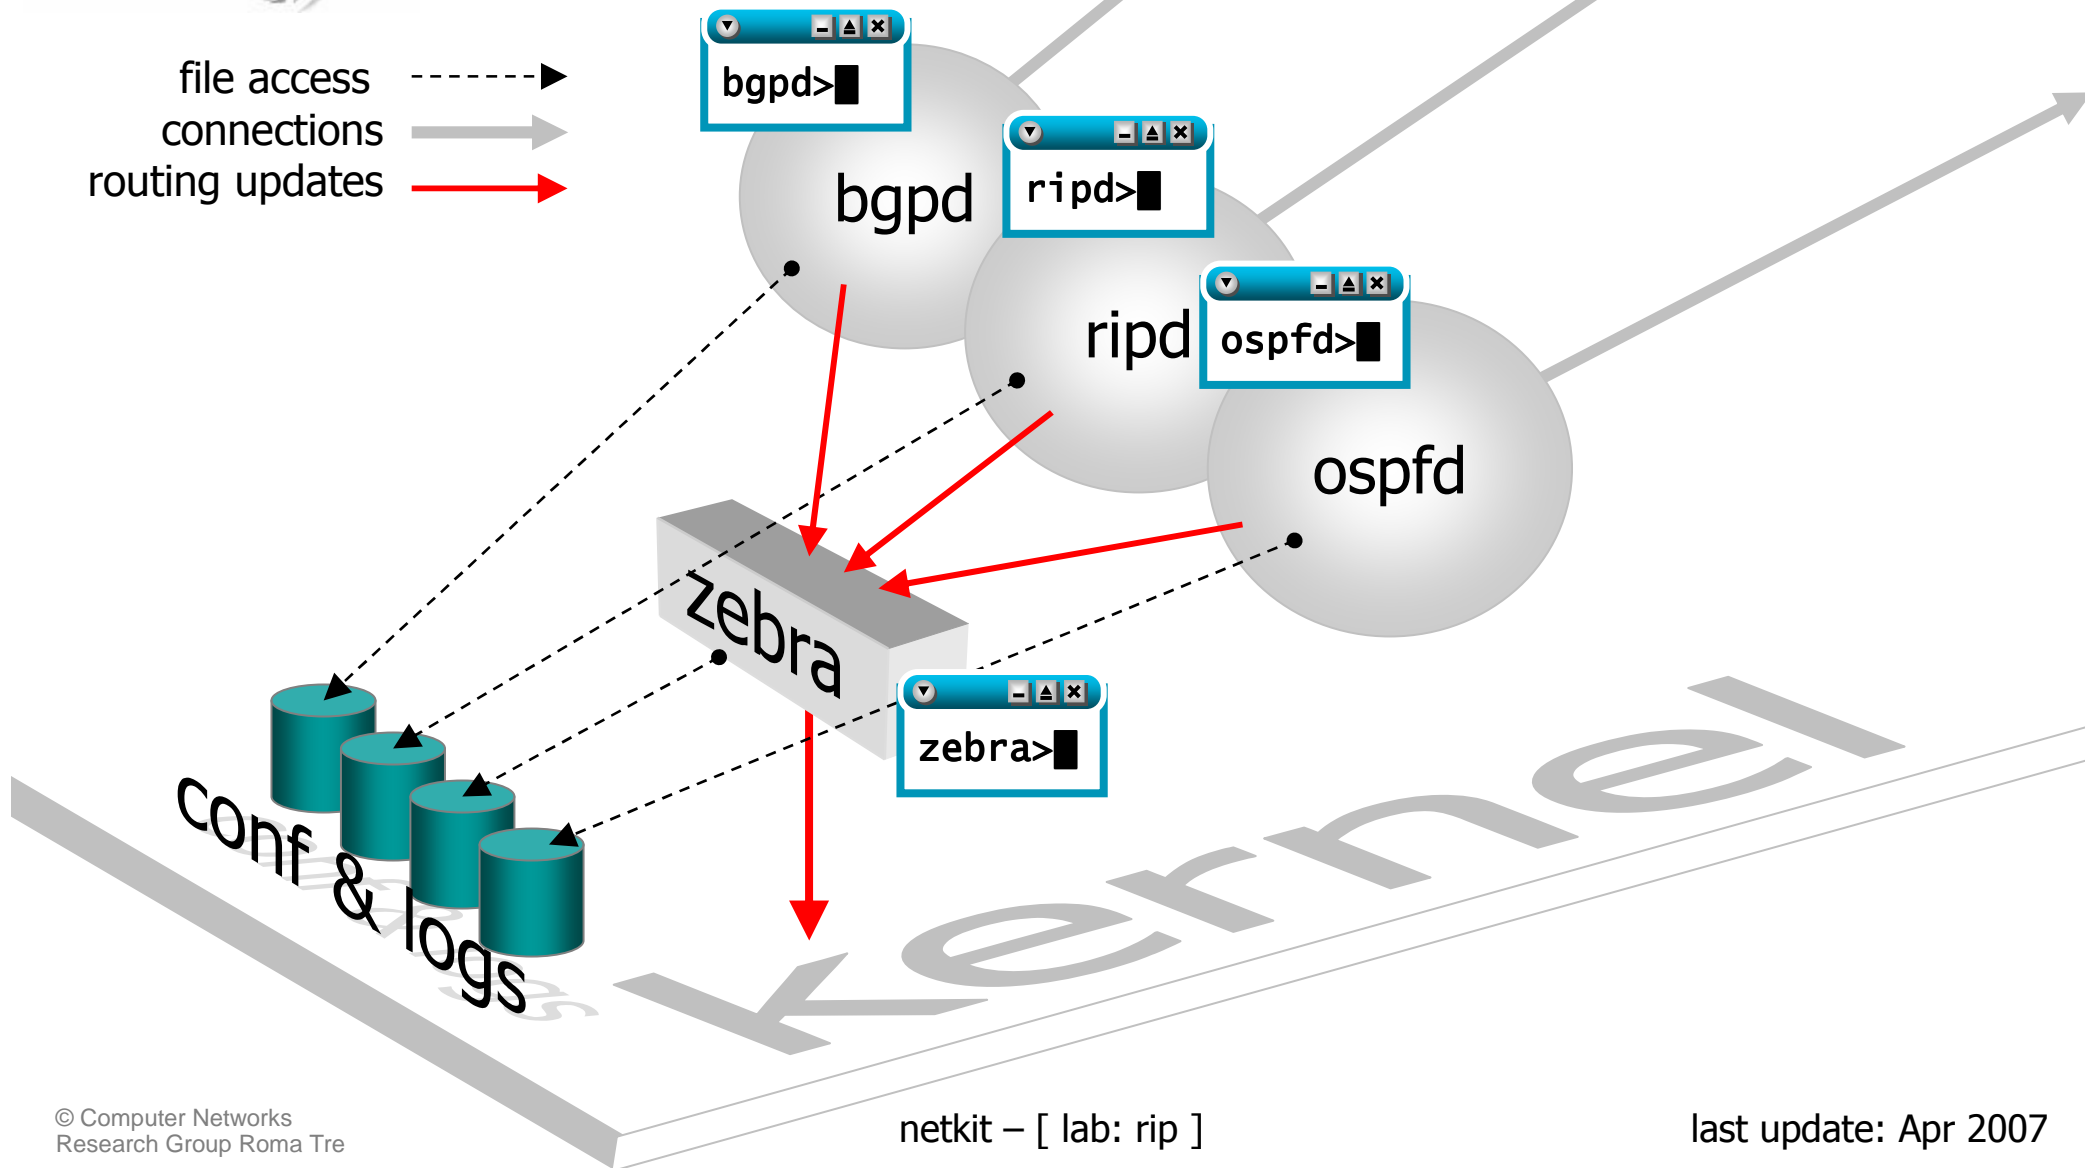 file access
connections
routing updates
bgpd>
bgpd
ripd>
ripd
ospfd>
ospfd
zebra
zebra>
conf & logs
kernel
© Computer Networks
Research Group Roma Tre
netkit – [ lab: rip ]
last update: Apr 2007